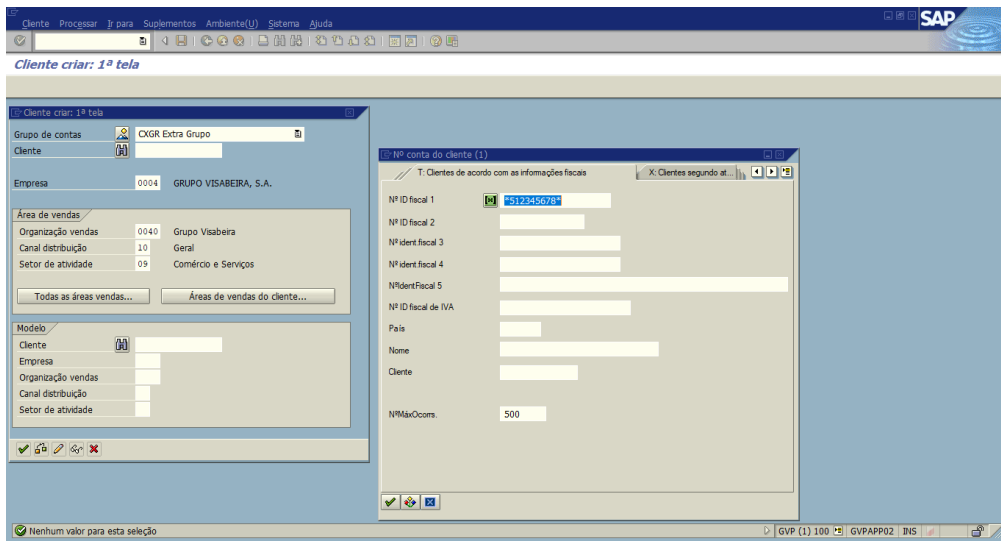 Cliente Processar Ir para Suplementos Ambiente(U) Sistema Ajuda
SAP
Cliente criar: 1ª tela
Cliente criar: 1ª tela
Grupo de contas CXGR Extra Grupo
Cliente
Empresa 0004 GRUPO VISABEIRA, S.A.
Área de vendas
Organização vendas 0040 Grupo Visabeira
Canal distribuição 10 Geral
Setor de atividade 09 Comércio e Serviços
Todas as áreas vendas... Áreas de vendas do cliente...
Modelo
Cliente
Empresa
Organização vendas
Canal distribuição
Setor de atividade
Nº conta do cliente (1)
T: Clientes de acordo com as informações fiscais X: Clientes segundo at...
Nº ID fiscal 1 *512345678*
Nº ID fiscal 2
Nº ident.fiscal 3
Nº ident.fiscal 4
NºIdentFiscal 5
Nº ID fiscal de IVA
País
Nome
Cliente
NºMáxOcorrs. 500
Nenhum valor para esta seleção GVP (1) 100 GVPAPP02 INS